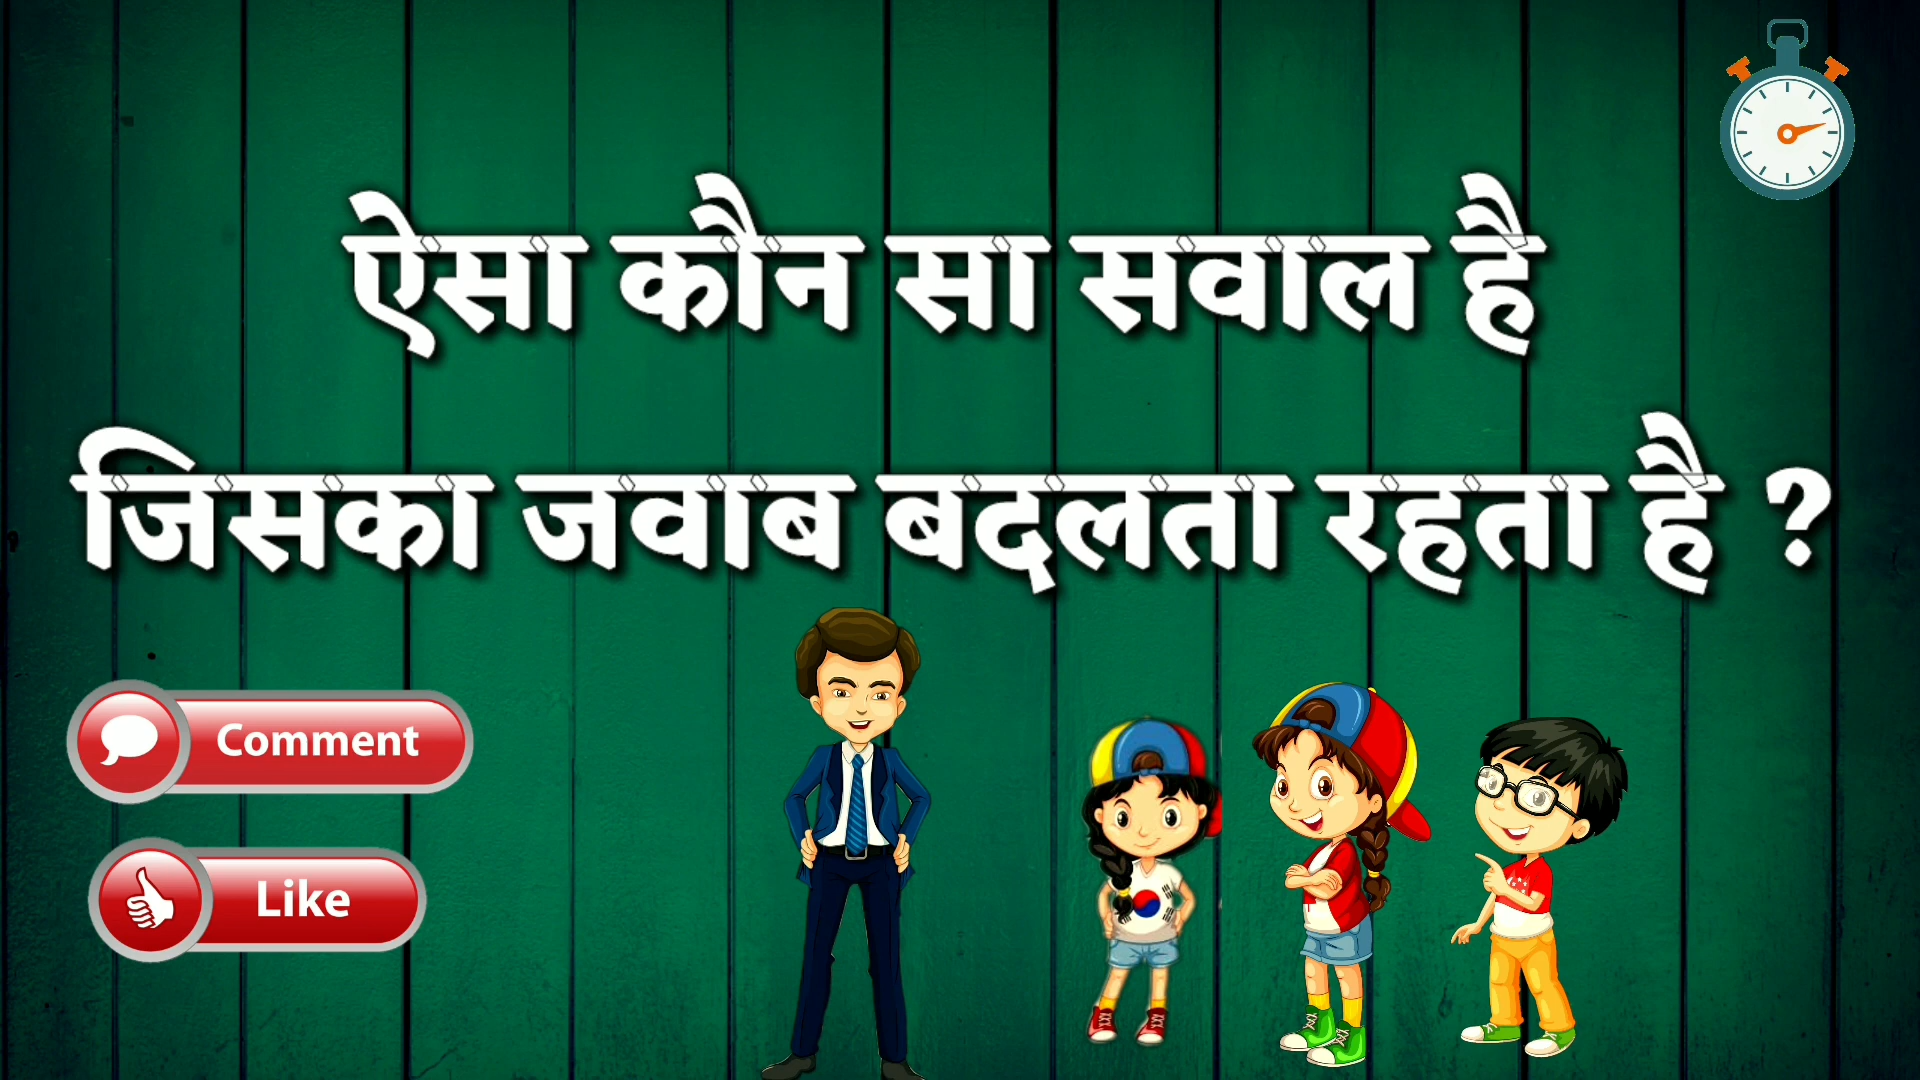 ऐसा कौन सा सवाल है
जिसका जवाब बदलता रहता है ?
Comment
Like